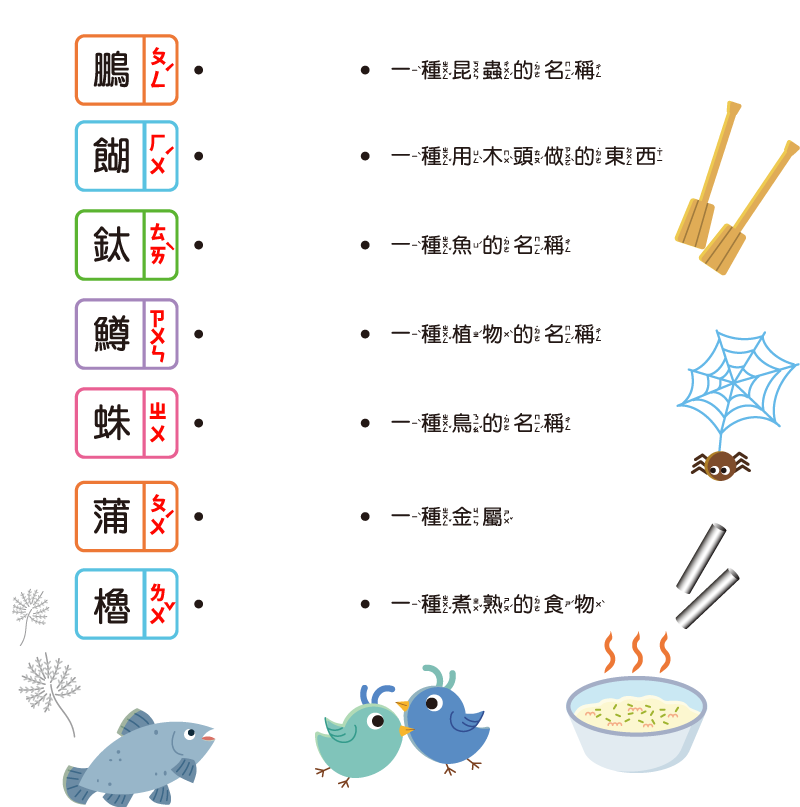 鵬 ㄆㄥˊ • • 一種昆蟲的名稱
餬 ㄏㄨˊ • • 一種用木頭做的東西
鈦 ㄊㄞˋ • • 一種魚的名稱
鱒 ㄗㄨㄣ • • 一種植物的名稱
蛛 ㄓㄨ • • 一種鳥的名稱
蒲 ㄆㄨˊ • • 一種金屬
櫓 ㄌㄨˇ • • 一種煮熟的食物